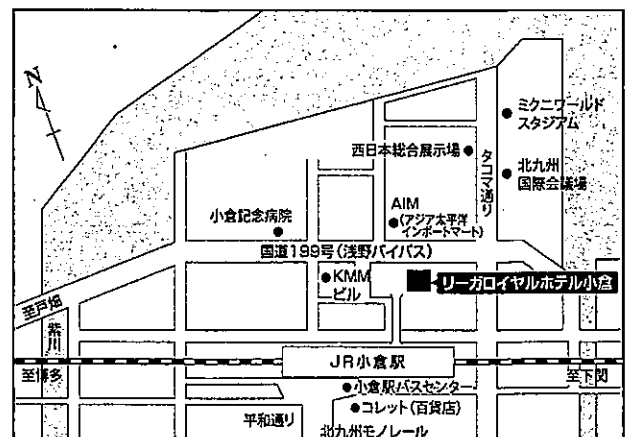 N
ミクニワールド
スタジアム
西日本総合展示場
タコマ通り
北九州
国際会議場
小倉記念病院
AIM
(アジア太平洋
インポートマート)
国道199号(浅野バイパス)
KMM
ビル
リーガロイヤルホテル小倉
至戸畑
紫川
JR小倉駅
至博多
至下関
小倉駅バスセンター
コレット(百貨店)
平和通り
北九州モノレール